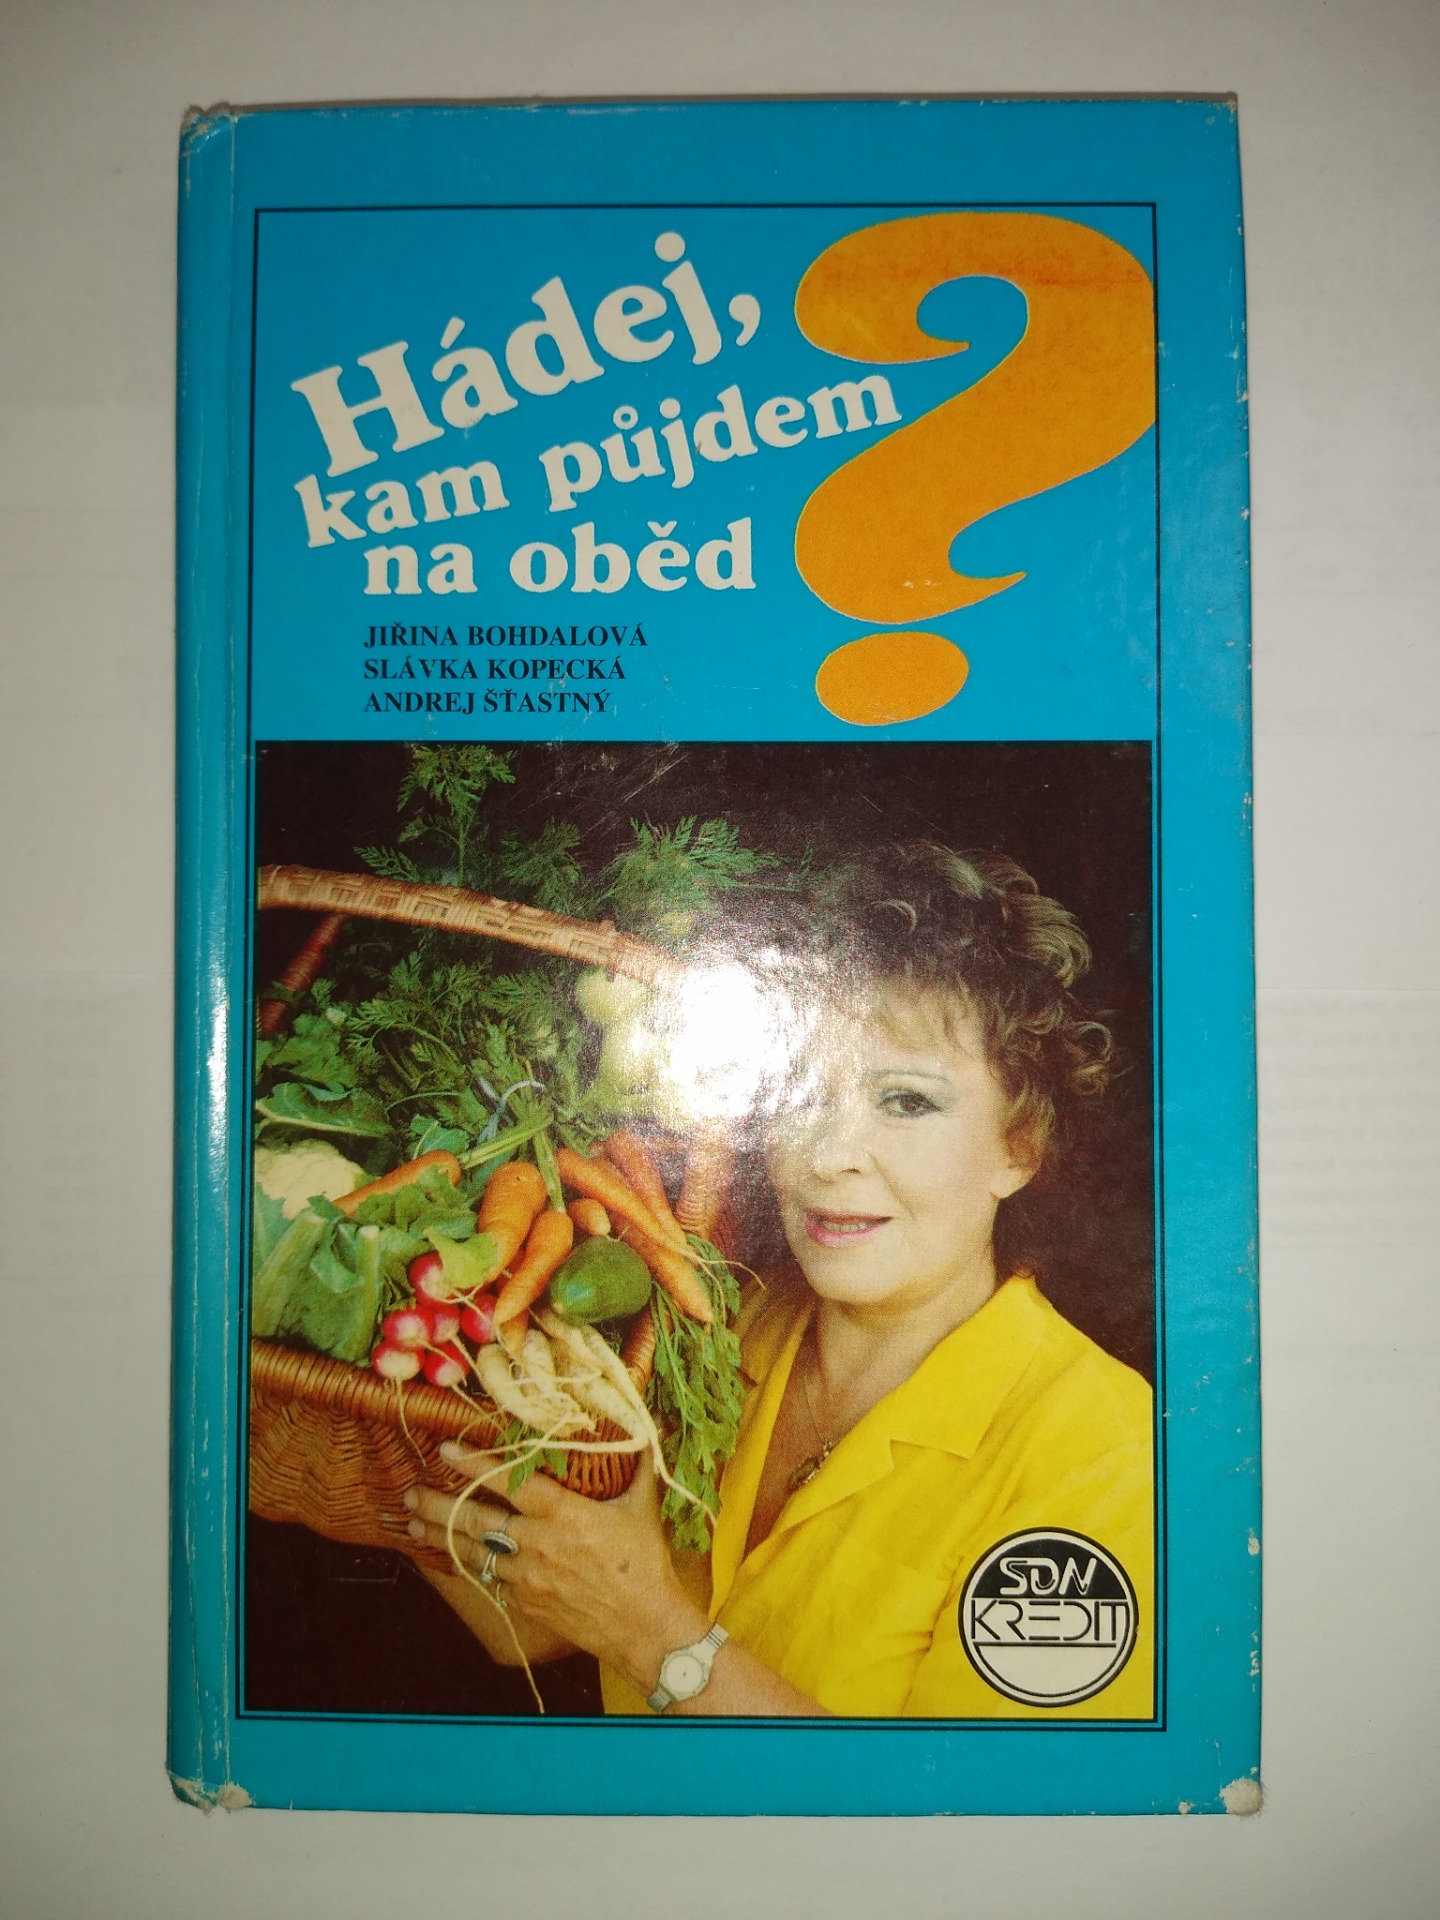 Hádej,
kam půjdem
na oběd
?
JIŘINA BOHDALOVÁ
SLÁVKA KOPECKÁ
ANDREJ ŠŤASTNÝ
SDN
KREDIT